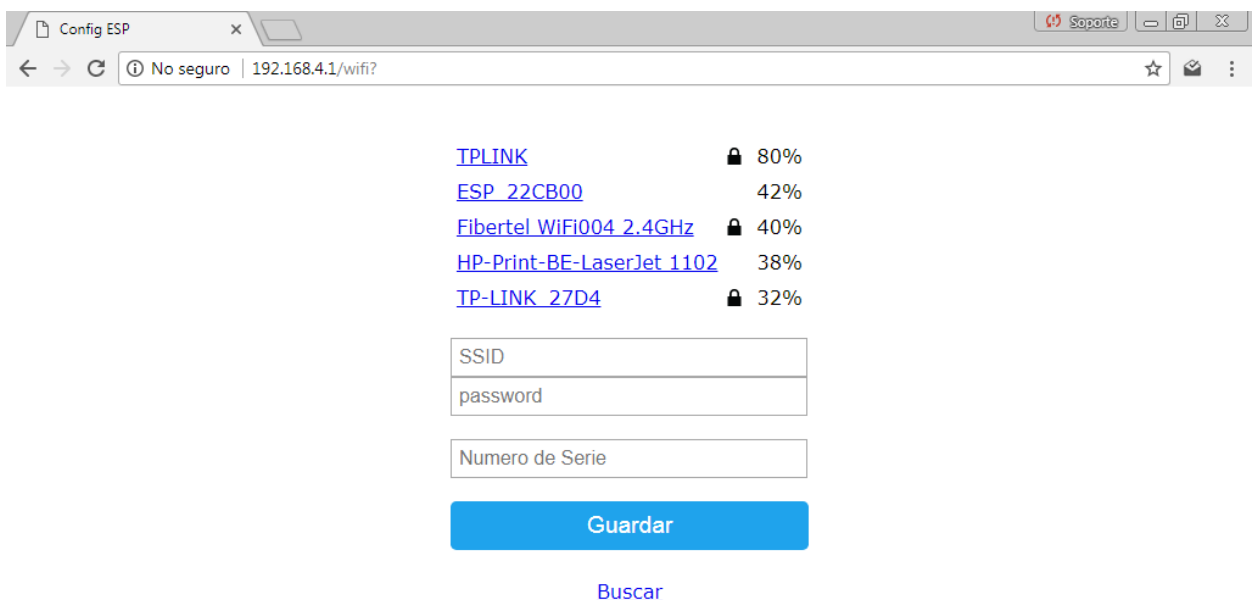 Config ESP
Soporte
No seguro | 192.168.4.1/wifi?
TPLINK 80%
ESP_22CB00 42%
Fibertel WiFi004 2.4GHz 40%
HP-Print-BE-LaserJet 1102 38%
TP-LINK_27D4 32%
SSID
password
Numero de Serie
Guardar
Buscar